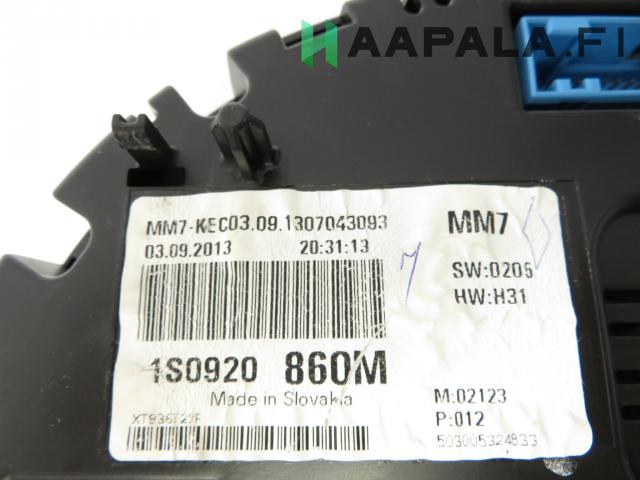 HAAPALA.FI
MM7-KEC03.09.1307043093
MM7
03.09.2013 20:31:13
SW:0206
HW:H31
1S0920 860M
Made in Slovakia
M:02123
P:012
503005324833